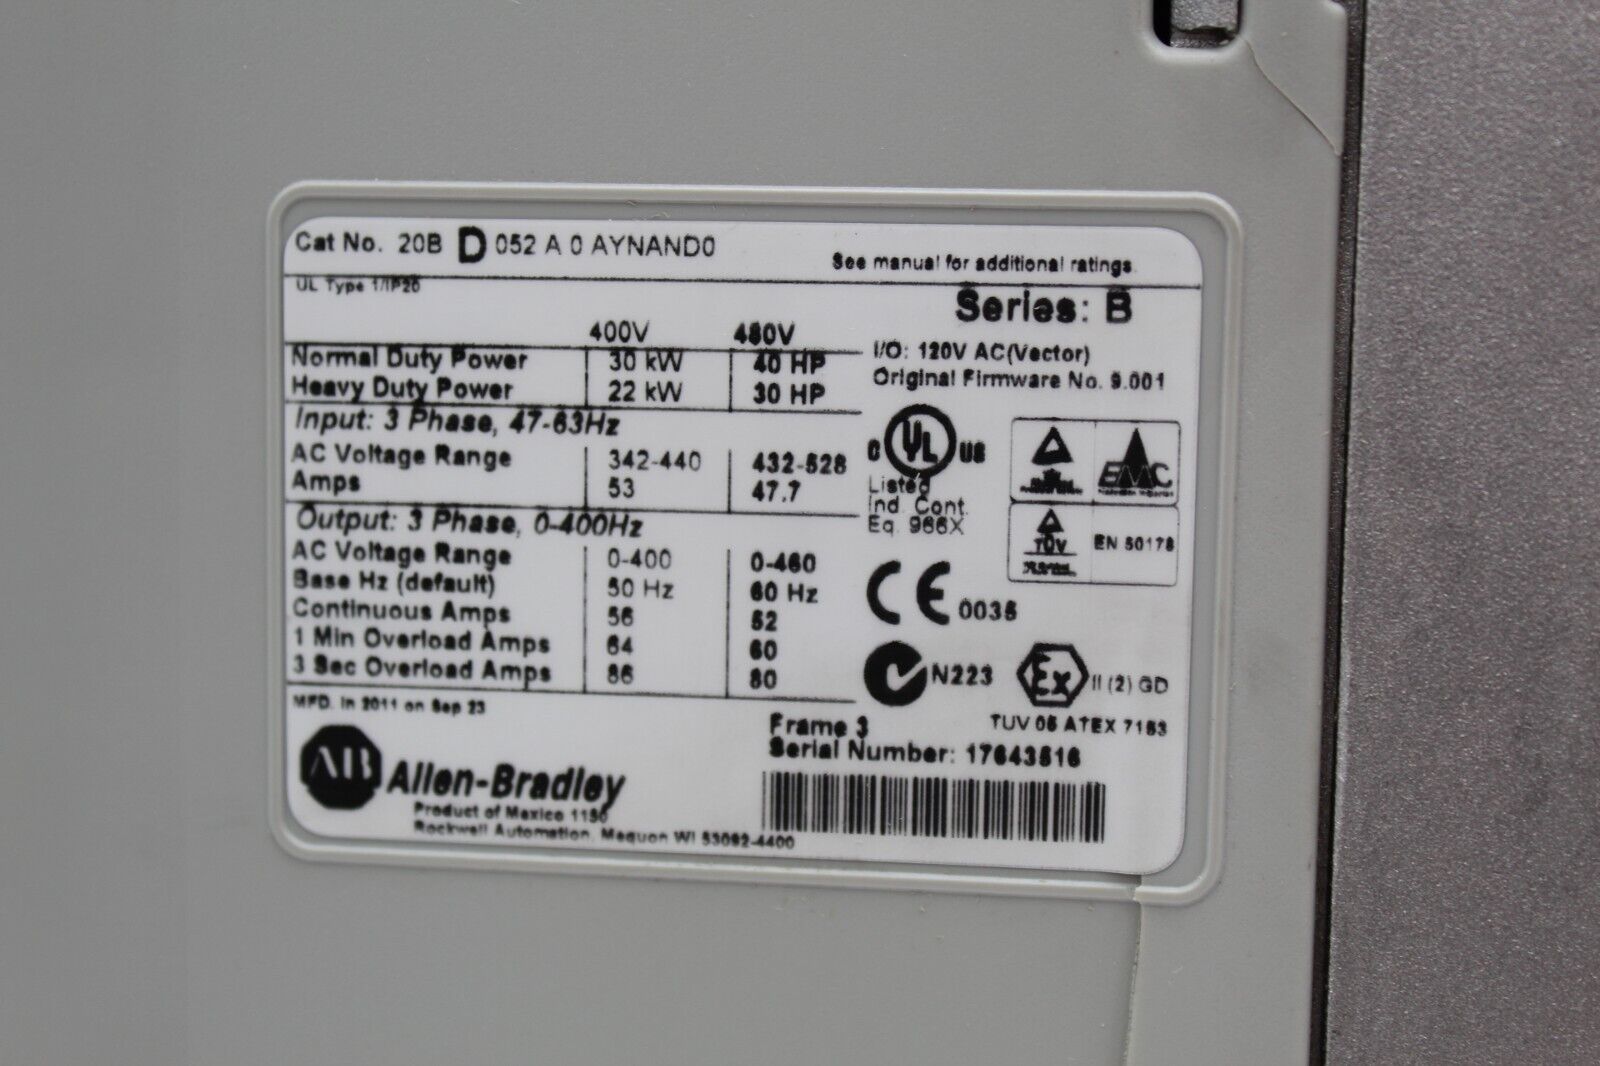 Cat No. 20B D 052 A 0 AYNAND0
See manual for additional ratings.
UL Type 1/IP20
Series: B
400V 480V
I/O: 120V AC(Vector)
Normal Duty Power 30 kW 40 HP
Original Firmware No. 9.001
Heavy Duty Power 22 kW 30 HP
Input: 3 Phase, 47-63Hz
AC Voltage Range 342-440 432-528
Amps 53 47.7
C UL US
Listed
Ind. Cont.
Eq. 966X
EMC
TÜV
EN 50178
Output: 3 Phase, 0-400Hz
AC Voltage Range 0-400 0-460
Base Hz (default) 50 Hz 60 Hz
Continuous Amps 56 52
1 Min Overload Amps 64 60
3 Sec Overload Amps 86 80
CE 0035
N223
Ex II (2) GD
TUV 05 ATEX 7153
MFD. in 2011 on Sep 23
Frame 3
Serial Number: 17643516
AB Allen-Bradley
Product of Mexico 1150
Rockwell Automation, Mequon WI 53092-4400